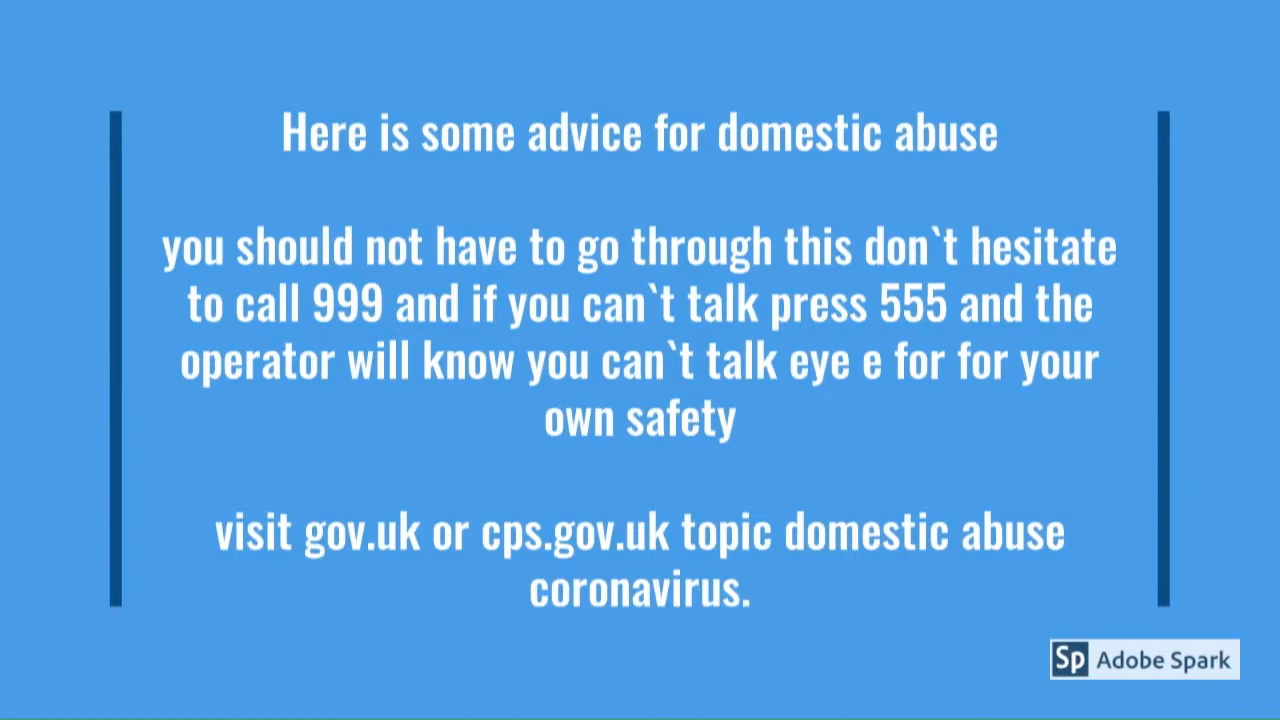 Here is some advice for domestic abuse
you should not have to go through this don`t hesitate
to call 999 and if you can`t talk press 555 and the
operator will know you can`t talk eye e for for your
own safety
visit gov.uk or cps.gov.uk topic domestic abuse
coronavirus.
Sp Adobe Spark